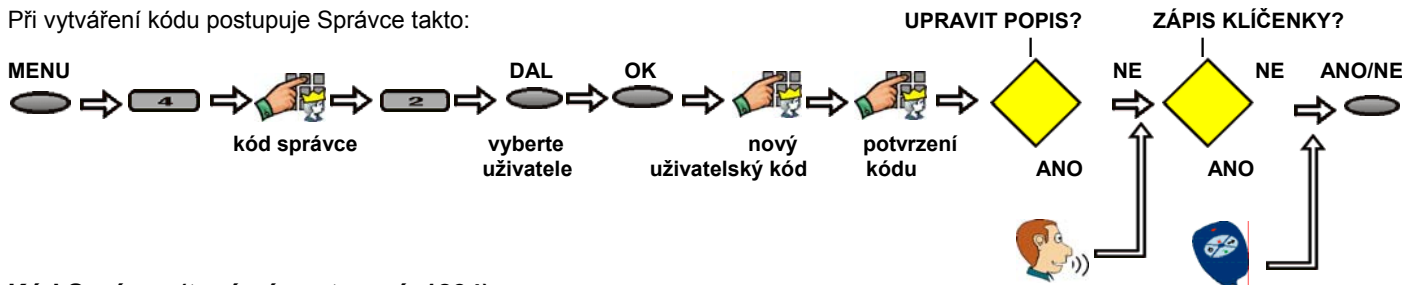 Při vytváření kódu postupuje Správce takto:
UPRAVIT POPIS?
ZÁPIS KLÍČENKY?
MENU
DAL
OK
NE
NE
ANO/NE
4
2
kód správce
vyberte
uživatele
nový
uživatelský kód
potvrzení
kódu
ANO
ANO